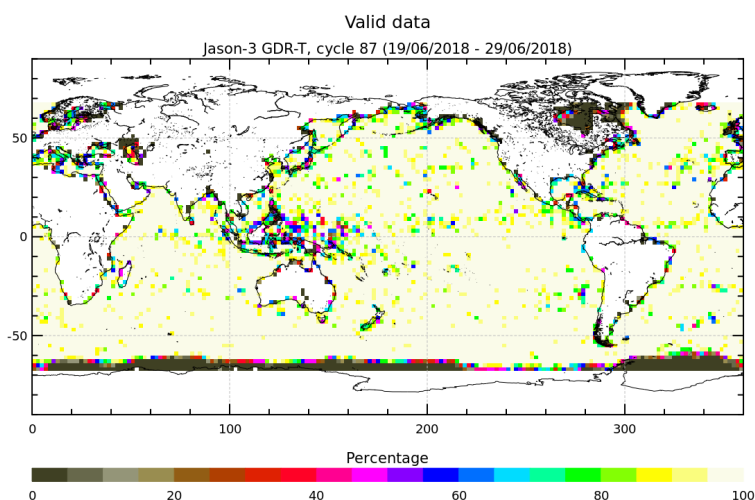 Valid data
Jason-3 GDR-T, cycle 87 (19/06/2018 - 29/06/2018)
50
0
-50
0 100 200 300
Percentage
0 20 40 60 80 100